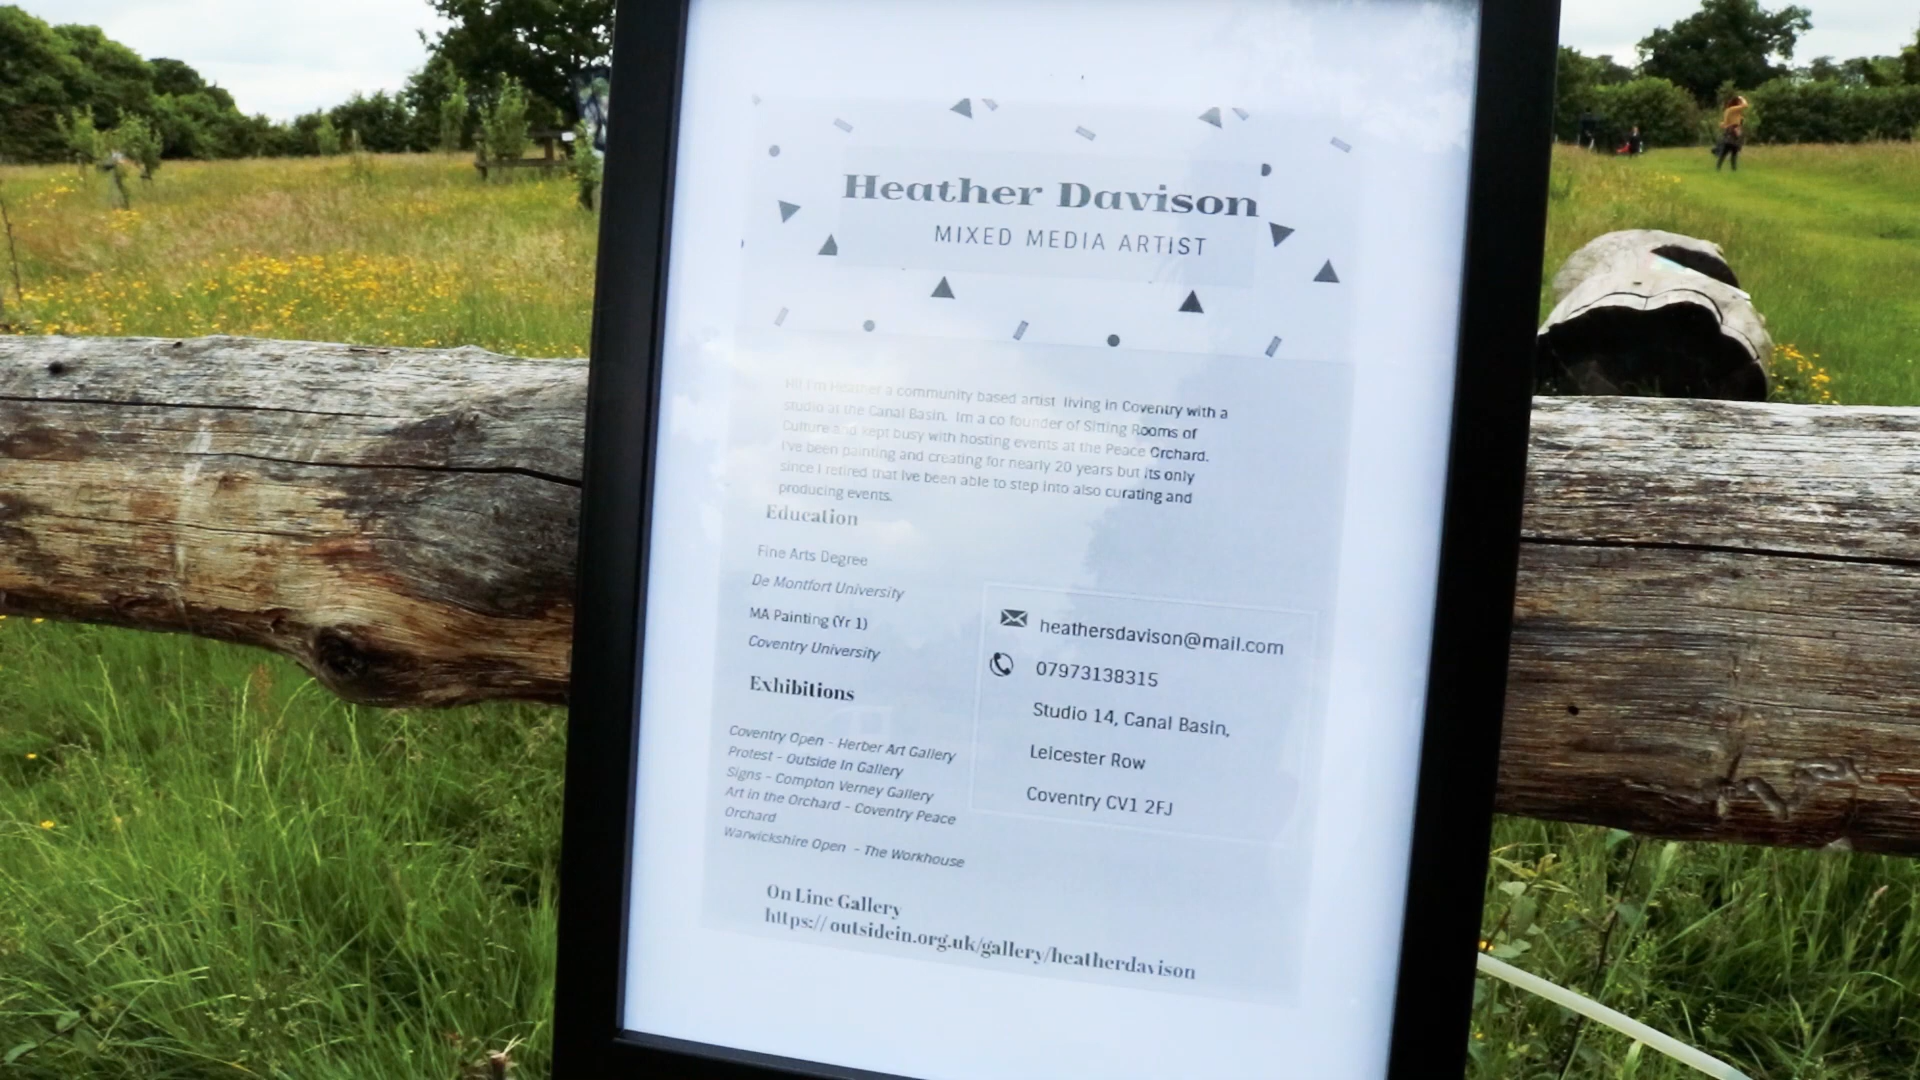 Heather Davison
MIXED MEDIA ARTIST
Hi! I'm Heather a community based artist living in Coventry with a
studio at the Canal Basin. Im a co founder of Sitting Rooms of
Culture and kept busy with hosting events at the Peace Orchard.
I've been painting and creating for nearly 20 years but its only
since I retired that Ive been able to step into also curating and
producing events.
Education
Fine Arts Degree
De Montfort University
MA Painting (Yr 1)
Coventry University
Exhibitions
Coventry Open - Herber Art Gallery
Protest - Outside In Gallery
Signs - Compton Verney Gallery
Art in the Orchard - Coventry Peace
Orchard
Warwickshire Open - The Workhouse
heathersdavison@mail.com
07973138315
Studio 14, Canal Basin,
Leicester Row
Coventry CV1 2FJ
On Line Gallery
https://outsidein.org.uk/gallery/heatherdavison